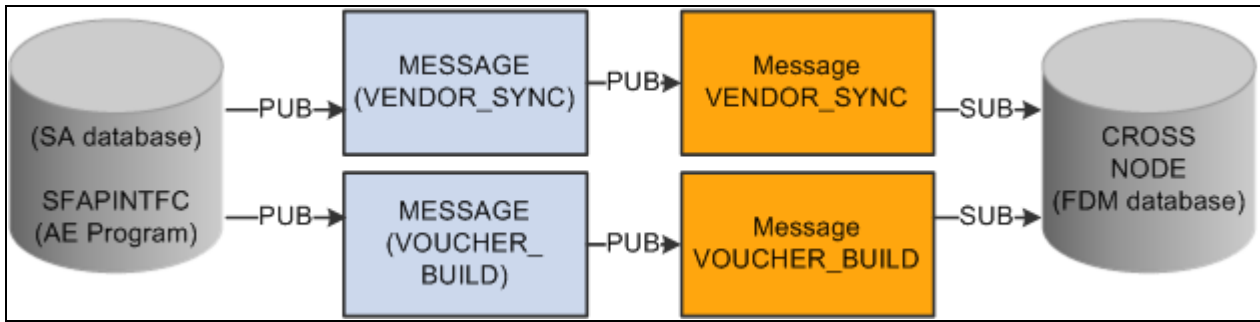 (SA database)
SFAPINTFC
(AE Program)
PUB
MESSAGE
(VENDOR_SYNC)
PUB
Message
VENDOR_SYNC
SUB
PUB
MESSAGE
(VOUCHER_
BUILD)
PUB
Message
VOUCHER_BUILD
SUB
CROSS
NODE
(FDM database)